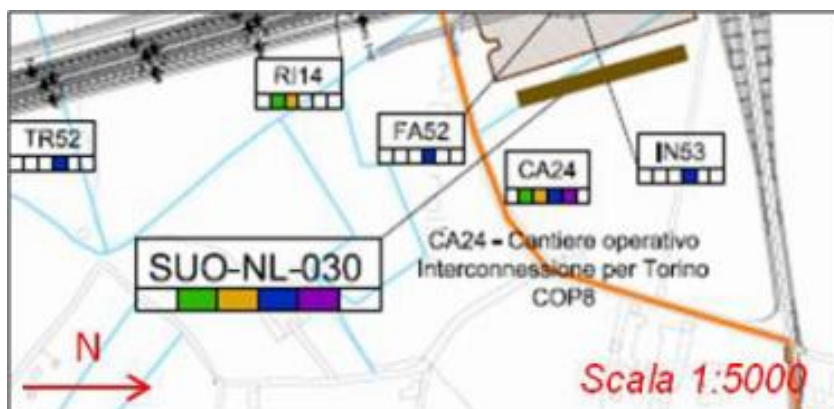 RI14
TR52
FA52
IN53
CA24
SUO-NL-030
CA24 - Cantiere operativo
Interconnessione per Torino
COP8
N
Scala 1:5000